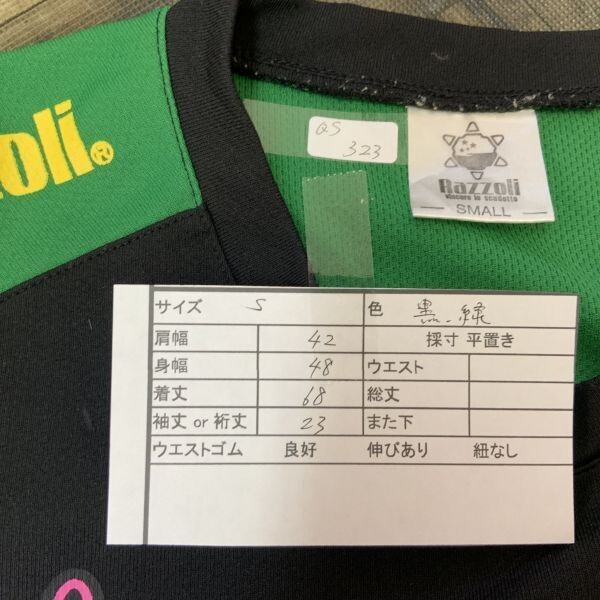 zoli®
QS
323
Razzoli
vincere lo scudetto
SMALL
サイズ S 色 黒.緑
肩幅 42 採寸 平置き
身幅 48 ウエスト
着丈 68 総丈
袖丈 or 裄丈 23 また下
ウエストゴム 良好 伸びあり 紐なし